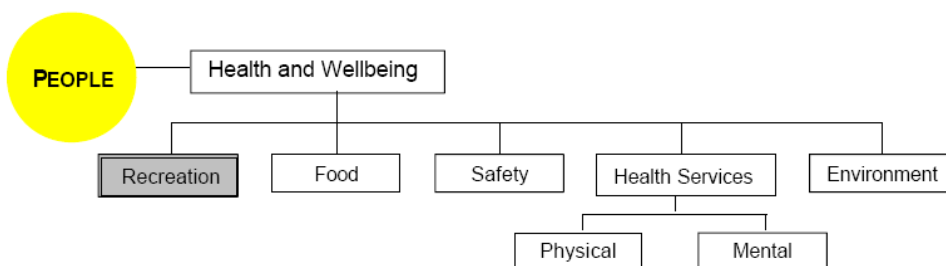 PEOPLE
Health and Wellbeing
Recreation
Food
Safety
Health Services
Environment
Physical
Mental